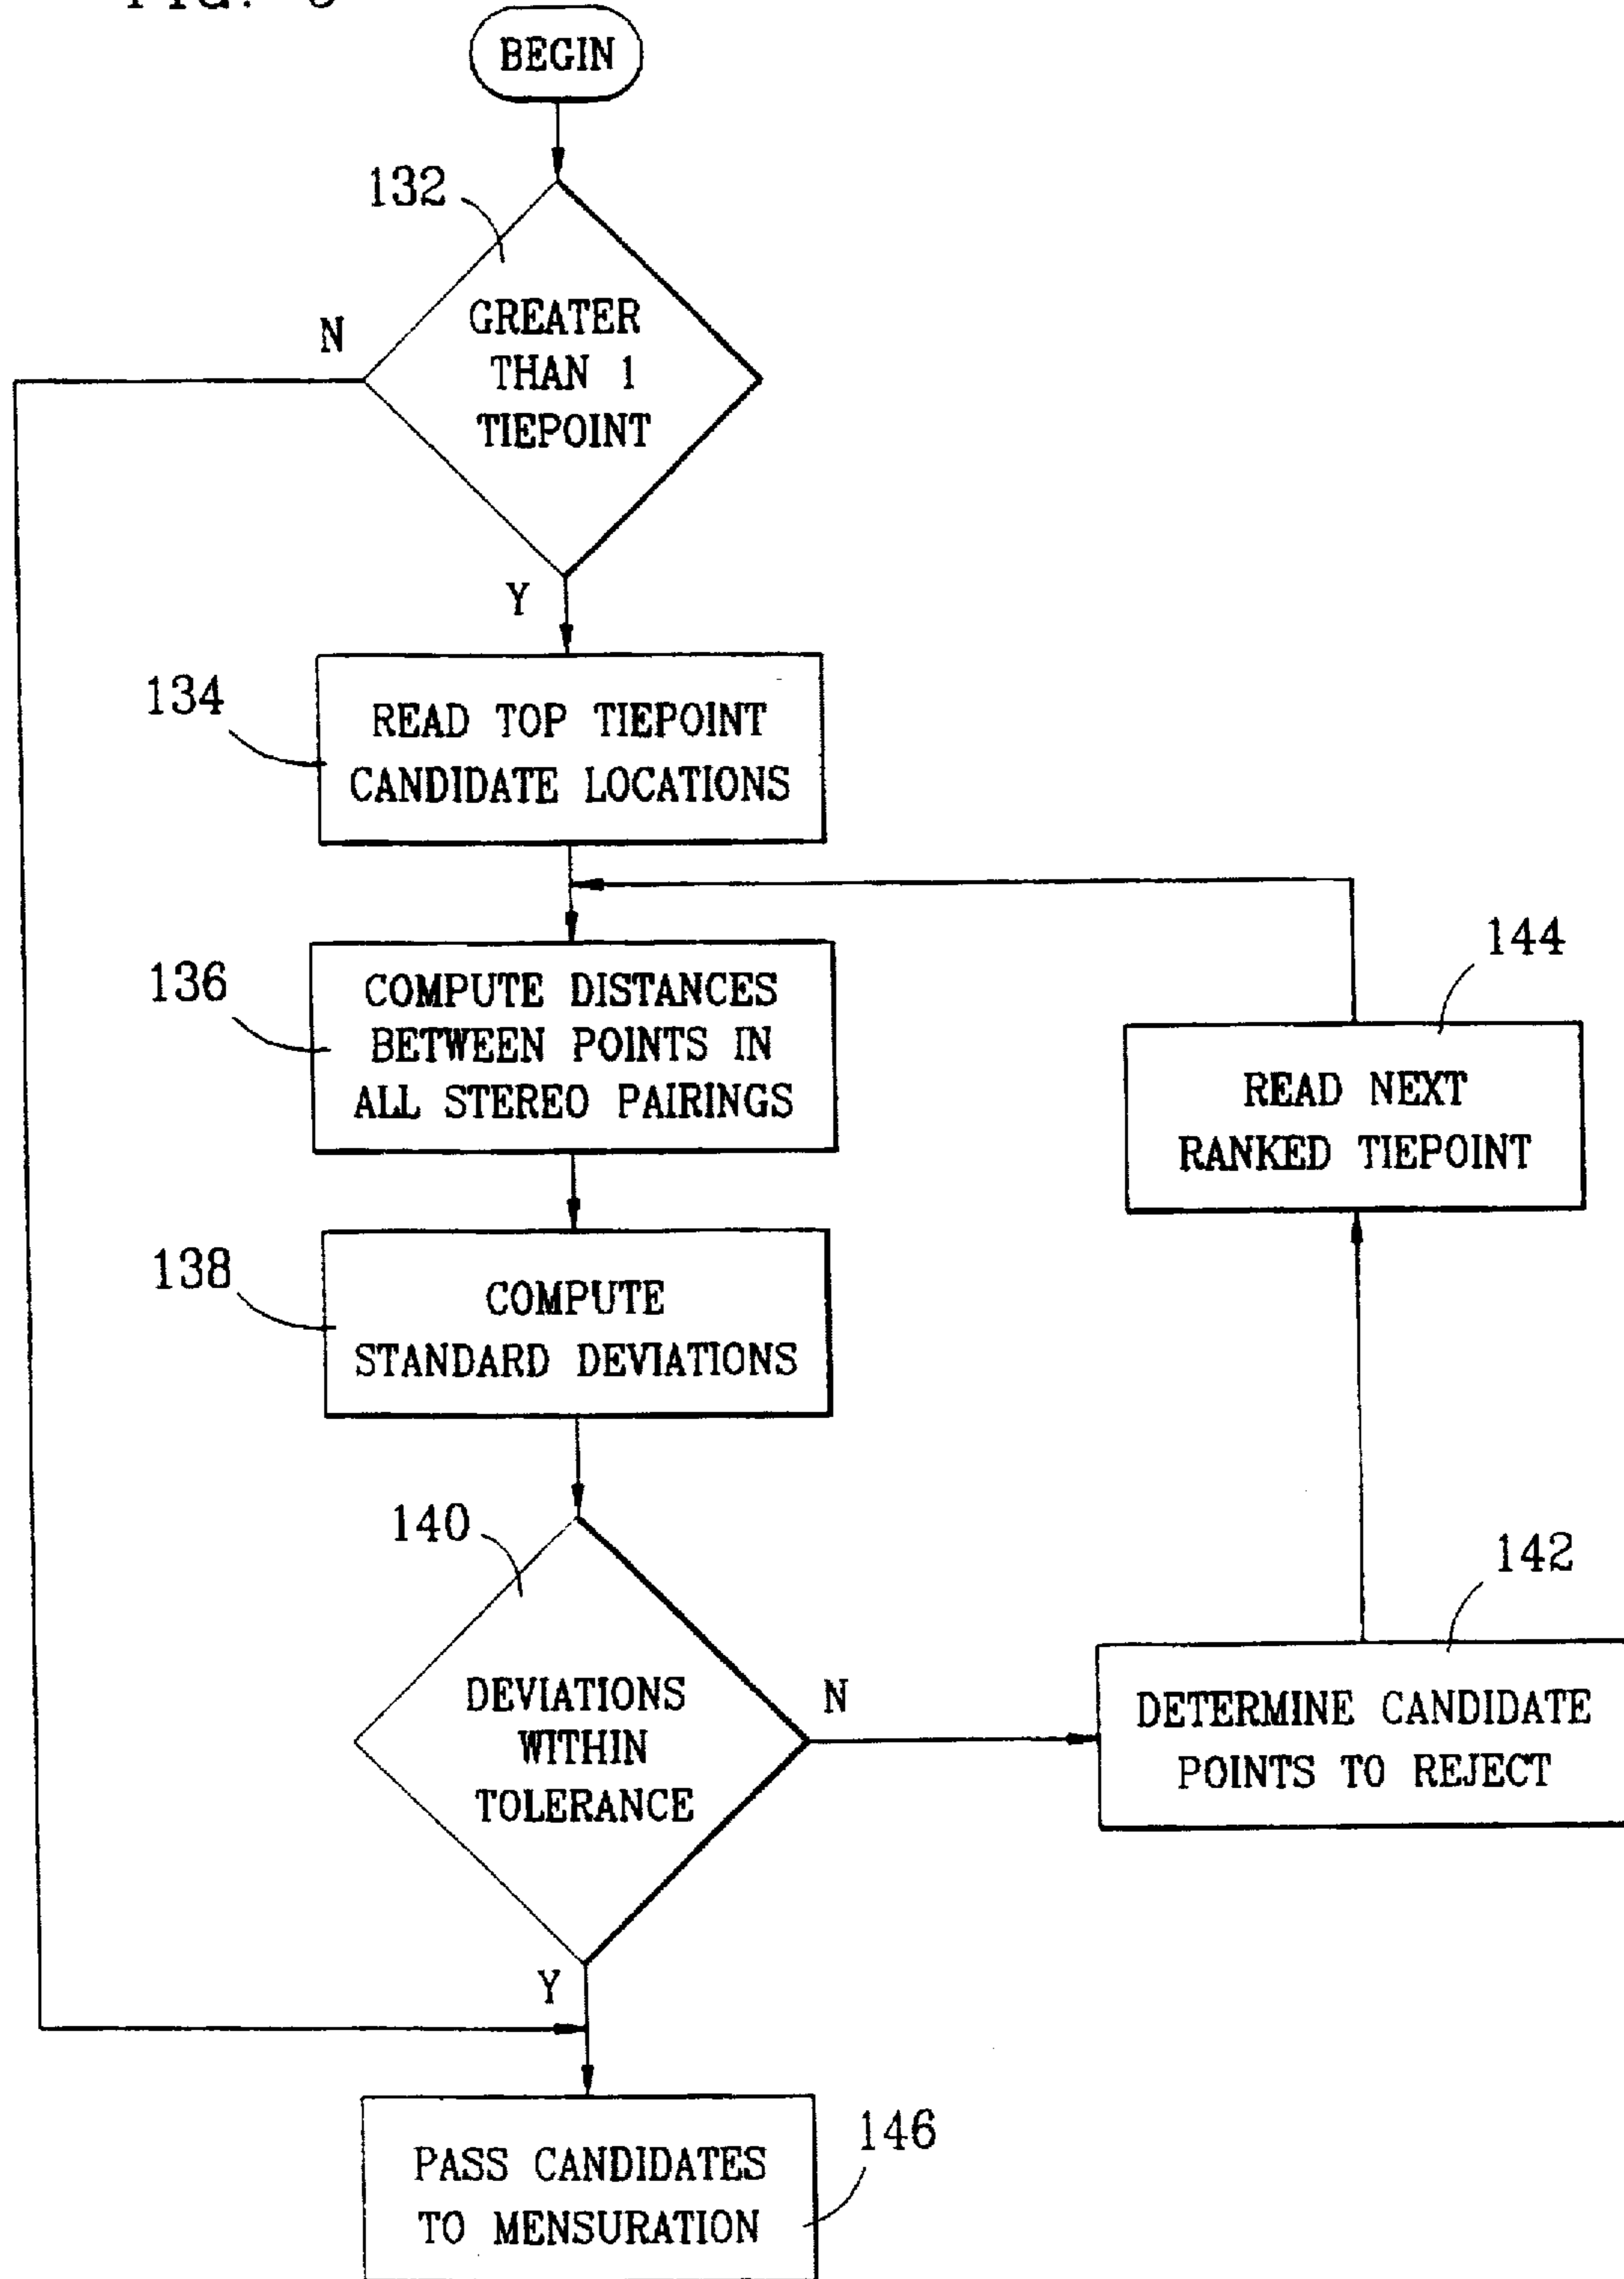 BEGIN
132
GREATER
THAN 1
TIEPOINT
N
Y
134
READ TOP TIEPOINT
CANDIDATE LOCATIONS
136
COMPUTE DISTANCES
BETWEEN POINTS IN
ALL STEREO PAIRINGS
144
READ NEXT
RANKED TIEPOINT
138
COMPUTE
STANDARD DEVIATIONS
140
DEVIATIONS
WITHIN
TOLERANCE
N
Y
142
DETERMINE CANDIDATE
POINTS TO REJECT
146
PASS CANDIDATES
TO MENSURATION